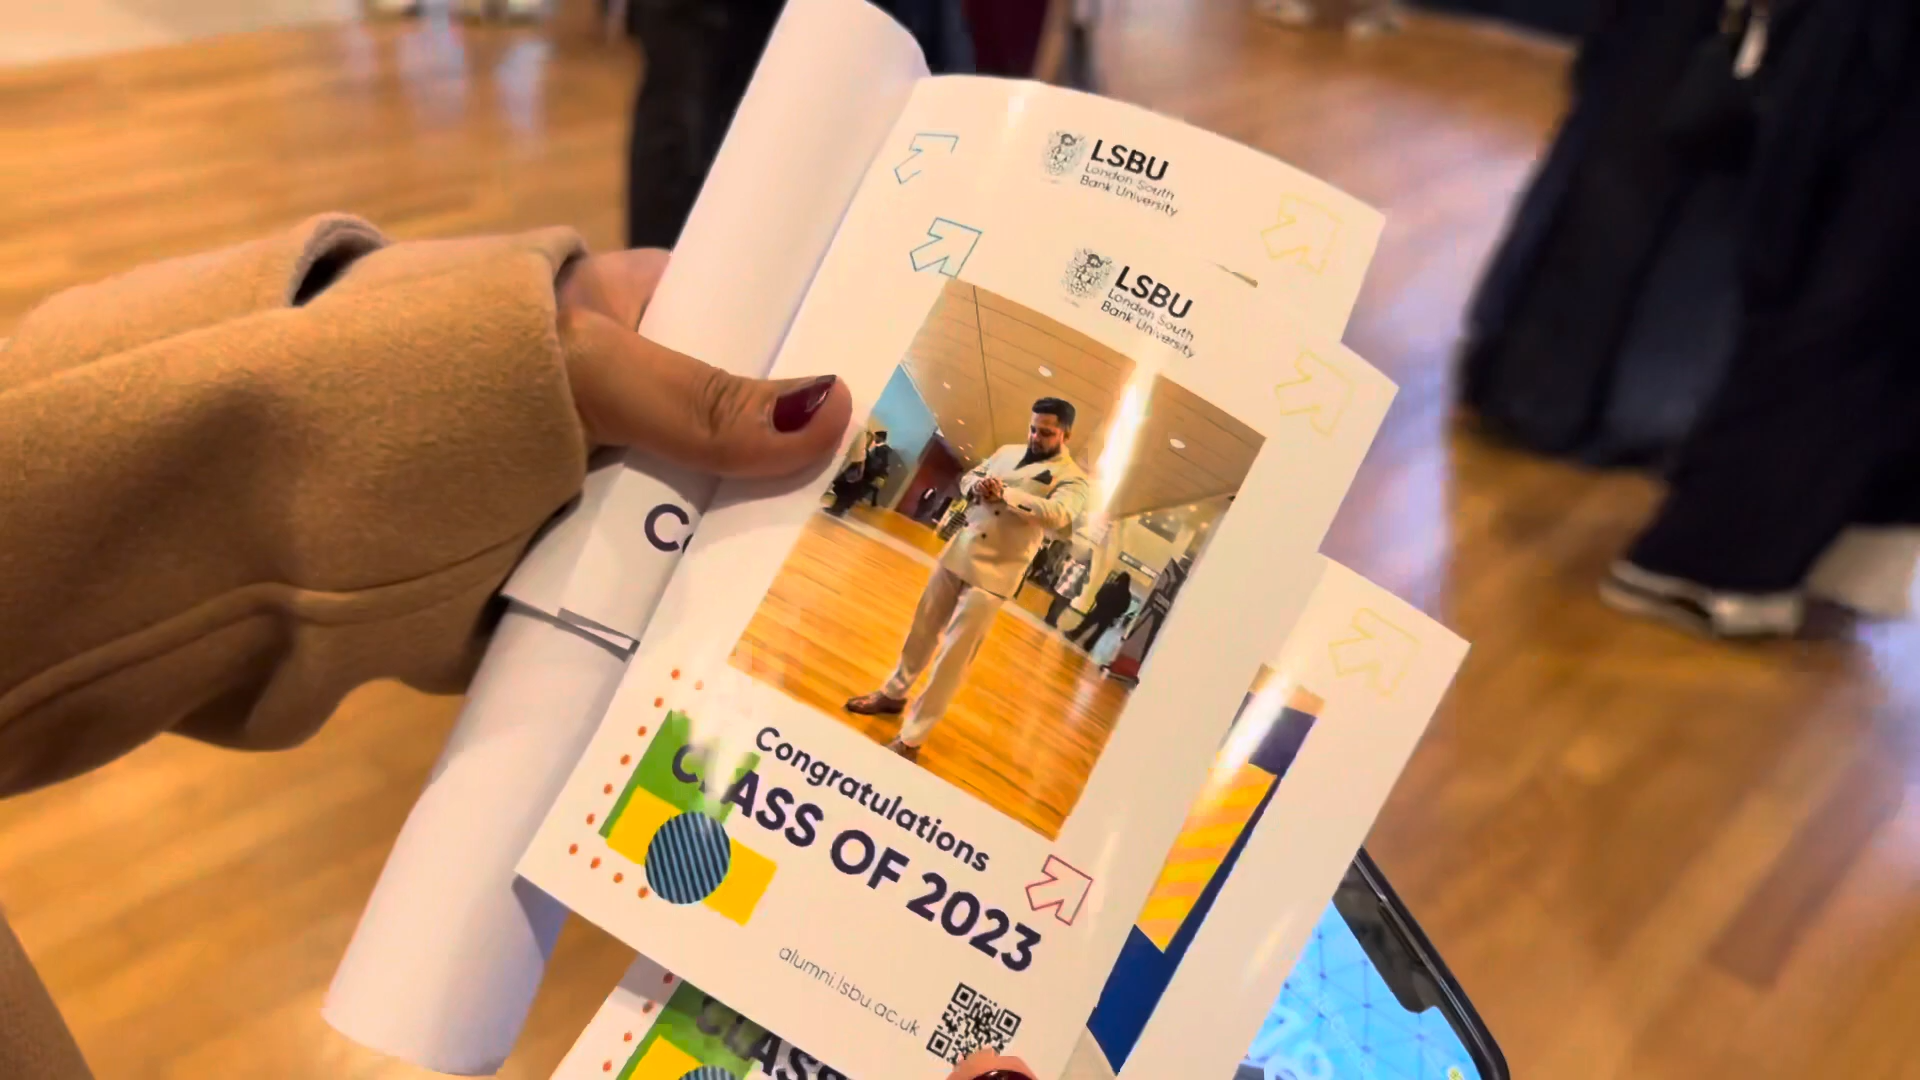 LSBU
London South
Bank University
LSBU
London South
Bank University
Co
Congratulations
CLASS OF 2023
alumni.lsbu.ac.uk
CLASS